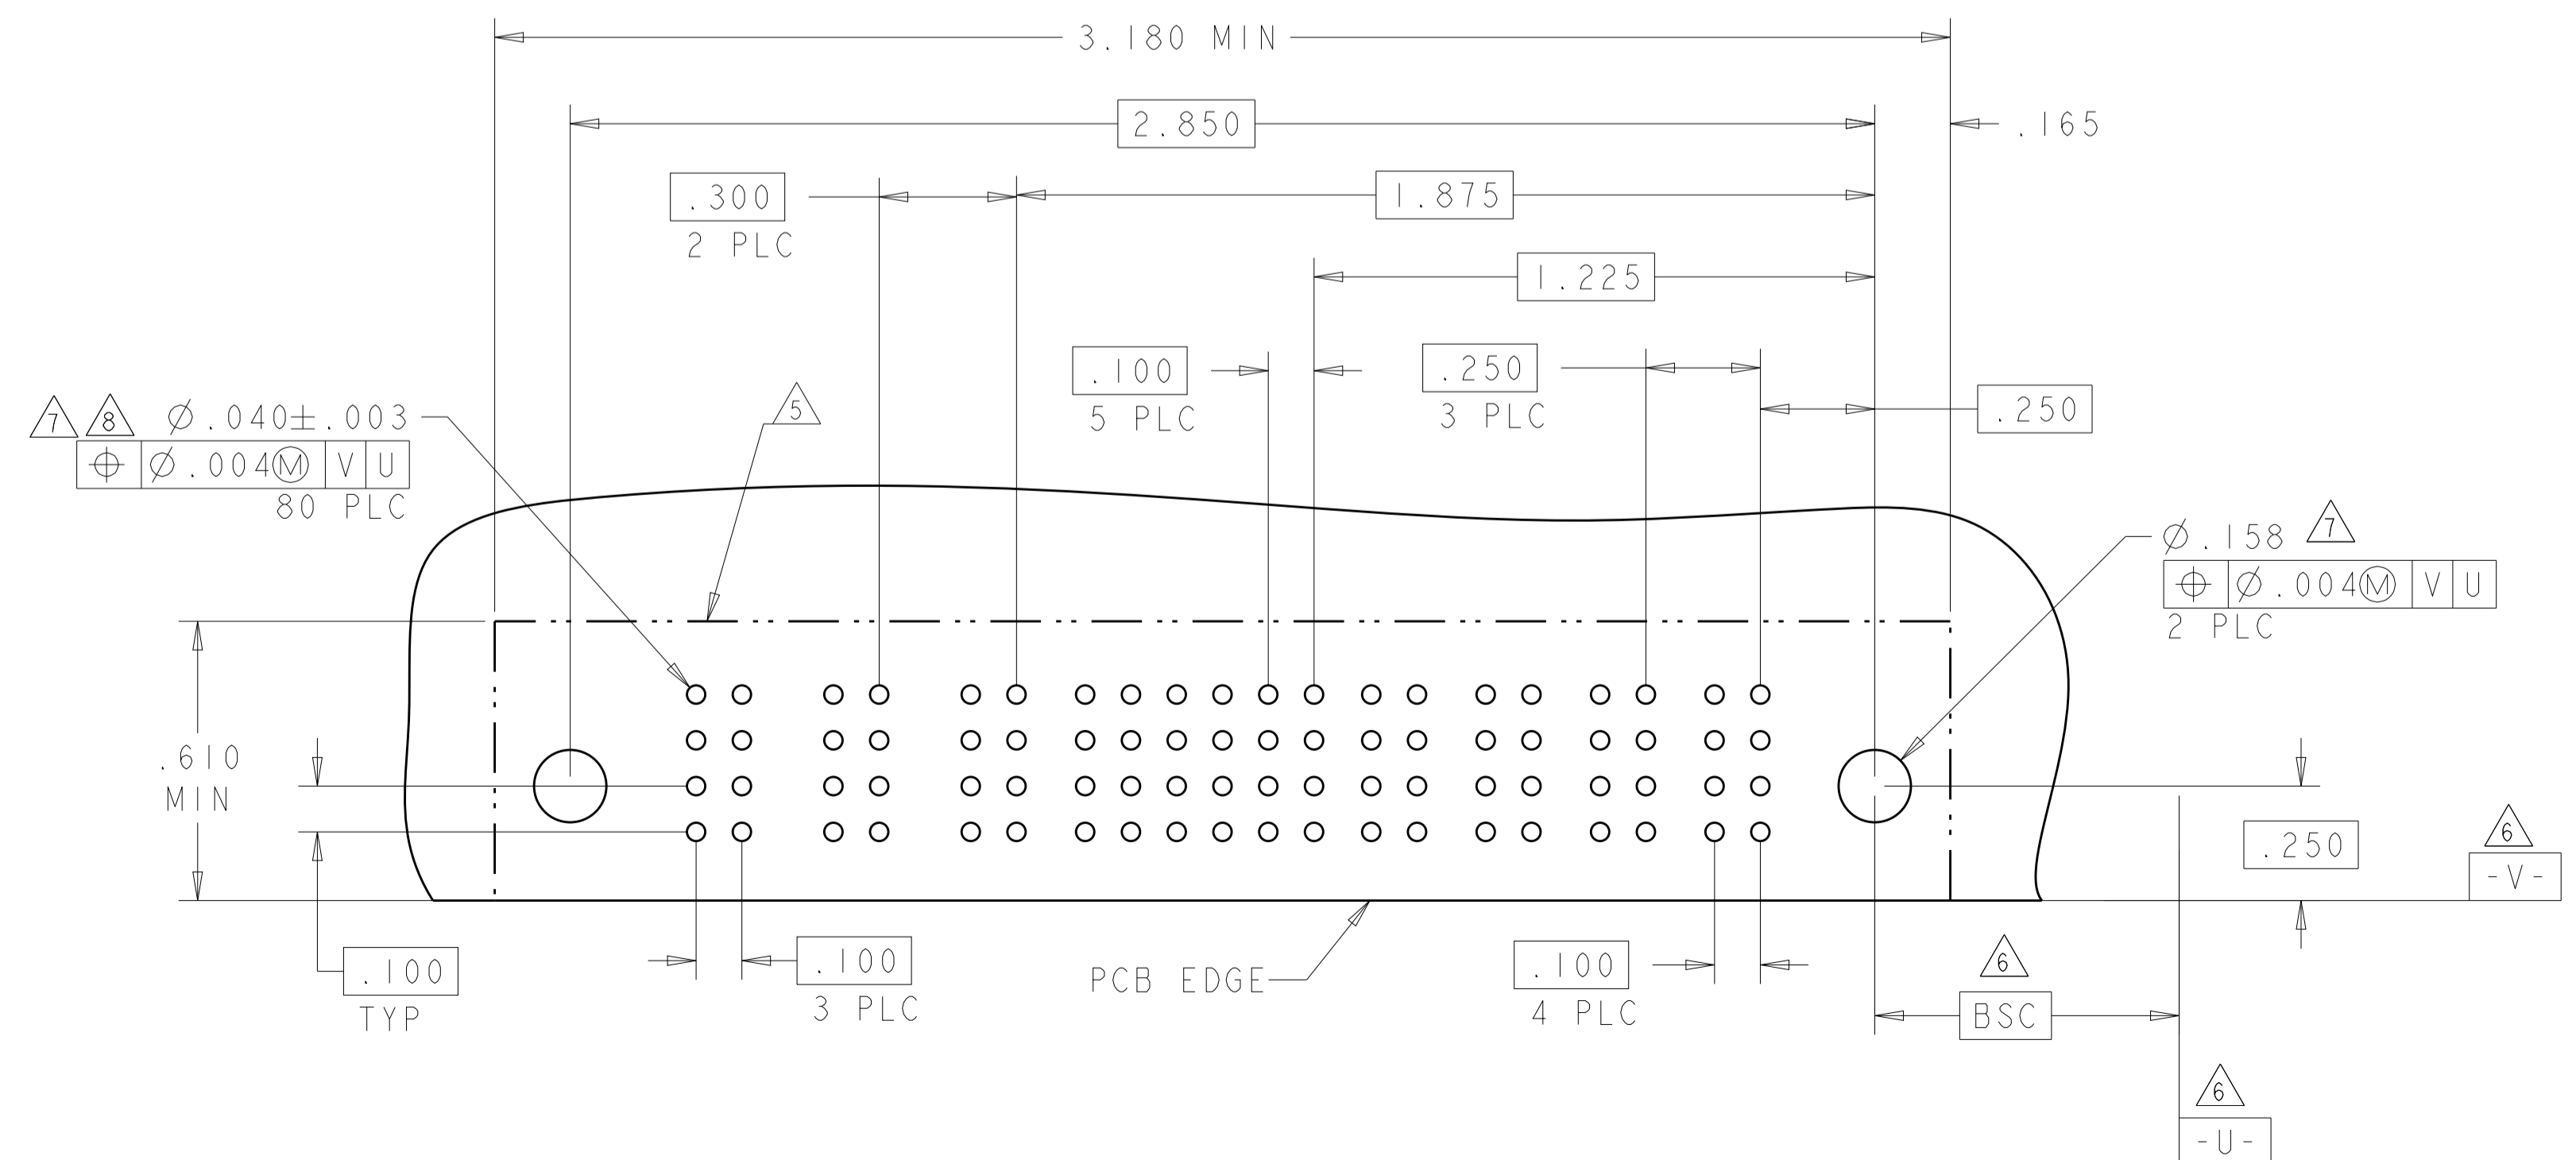 3.180 MIN
2.850
.165
.300
2 PLC
1.875
1.225
.100
5 PLC
.250
3 PLC
.250
7 8 Ø.040±.003
⌖ Ø.004Ⓜ V U
80 PLC
5
Ø.158 7
⌖ Ø.004Ⓜ V U
2 PLC
.610
MIN
.250
6
-V-
.100
TYP
.100
3 PLC
PCB EDGE
.100
4 PLC
6
BSC
6
-U-